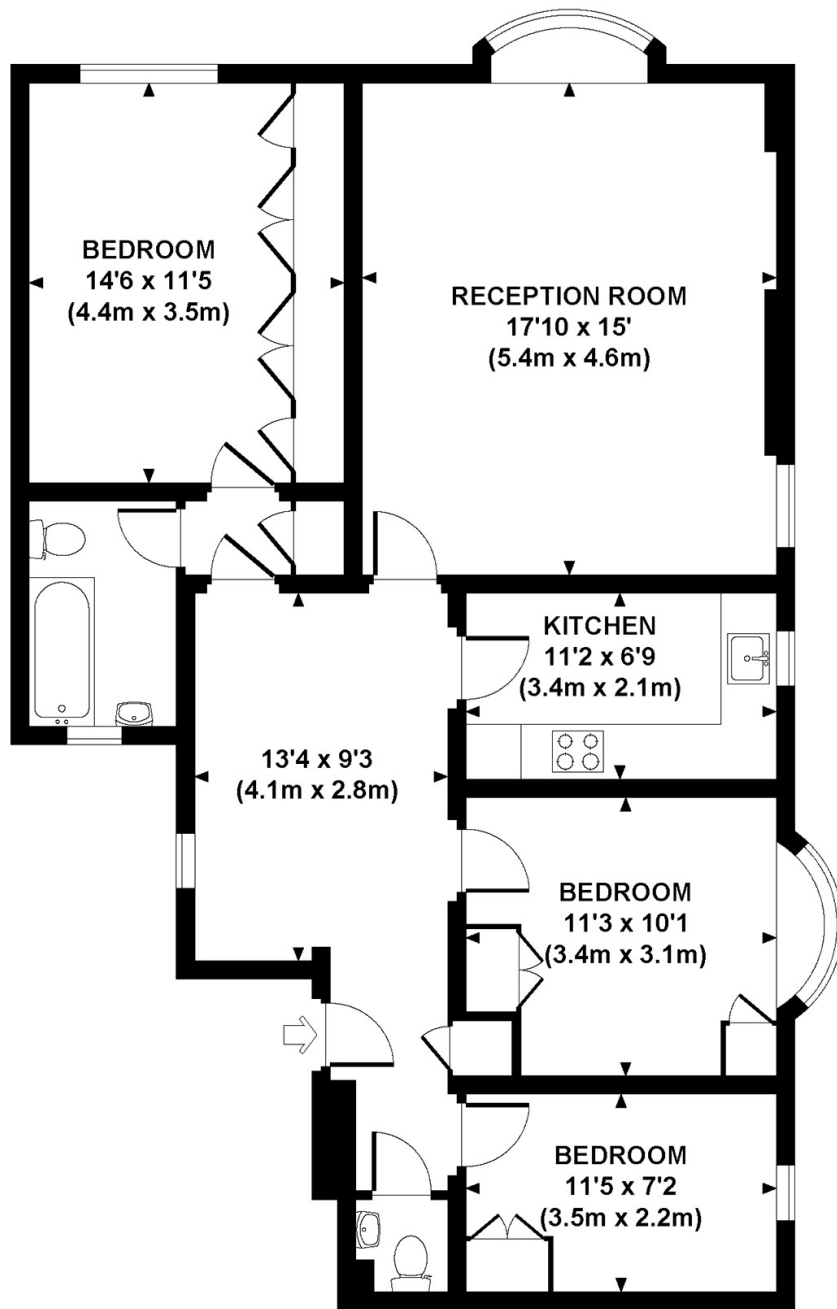 BEDROOM
14'6 x 11'5
(4.4m x 3.5m)
RECEPTION ROOM
17'10 x 15'
(5.4m x 4.6m)
KITCHEN
11'2 x 6'9
(3.4m x 2.1m)
13'4 x 9'3
(4.1m x 2.8m)
BEDROOM
11'3 x 10'1
(3.4m x 3.1m)
BEDROOM
11'5 x 7'2
(3.5m x 2.2m)